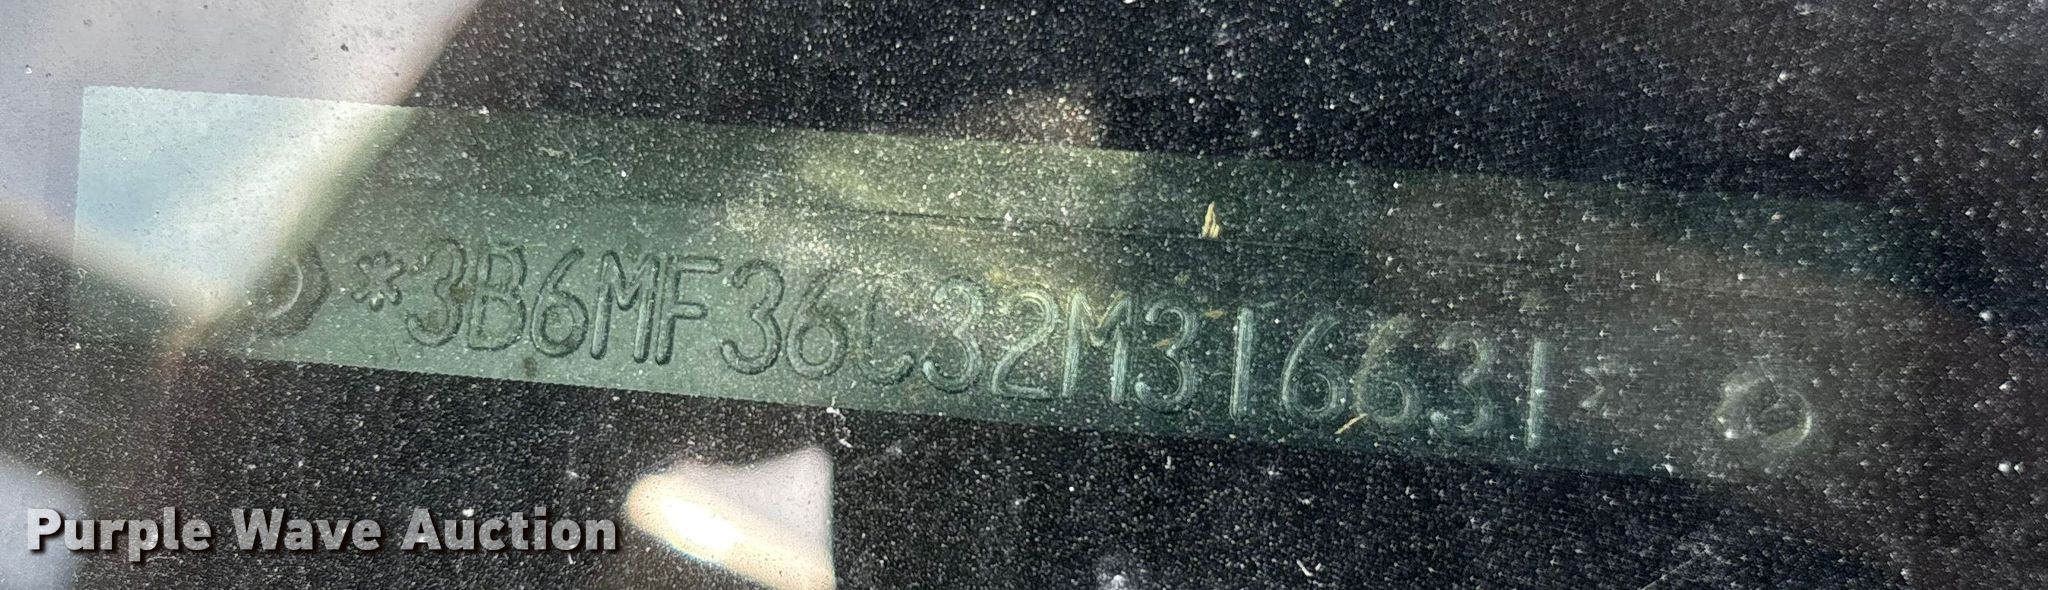 *3B6MF36C32M316631*
Purple Wave Auction